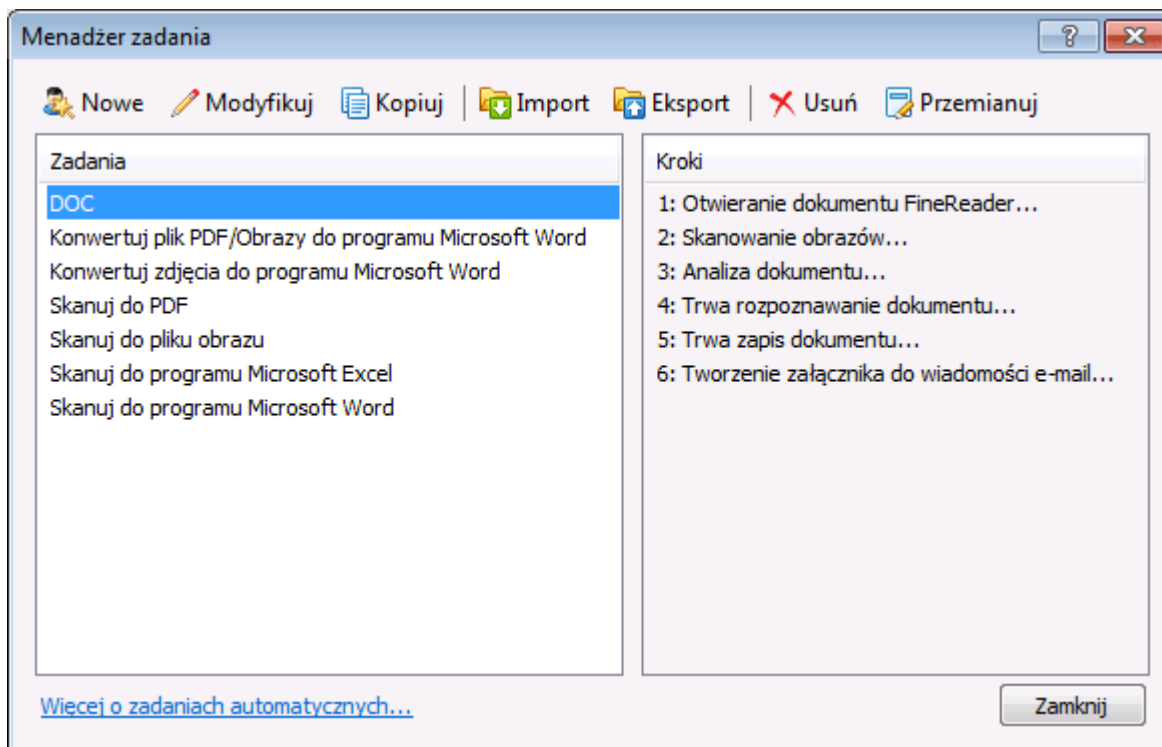 Menadżer zadania
Nowe Modyfikuj Kopiuj Import Eksport Usuń Przemianuj
Zadania
DOC
Konwertuj plik PDF/Obrazy do programu Microsoft Word
Konwertuj zdjęcia do programu Microsoft Word
Skanuj do PDF
Skanuj do pliku obrazu
Skanuj do programu Microsoft Excel
Skanuj do programu Microsoft Word
Kroki
1: Otwieranie dokumentu FineReader...
2: Skanowanie obrazów...
3: Analiza dokumentu...
4: Trwa rozpoznawanie dokumentu...
5: Trwa zapis dokumentu...
6: Tworzenie załącznika do wiadomości e-mail...
Więcej o zadaniach automatycznych...
Zamknij